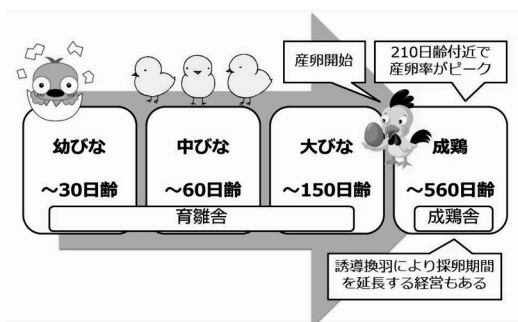 産卵開始
210日齢付近で
産卵率がピーク
幼びな
～30日齢
中びな
～60日齢
大びな
～150日齢
成鶏
～560日齢
育雛舎
成鶏舎
誘導換羽により採卵期間
を延長する経営もある